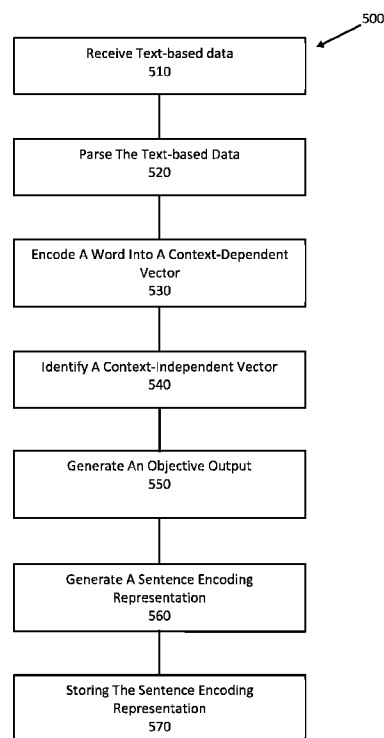 500
Receive Text-based data
510
Parse The Text-based Data
520
Encode A Word Into A Context-Dependent
Vector
530
Identify A Context-Independent Vector
540
Generate An Objective Output
550
Generate A Sentence Encoding
Representation
560
Storing The Sentence Encoding
Representation
570